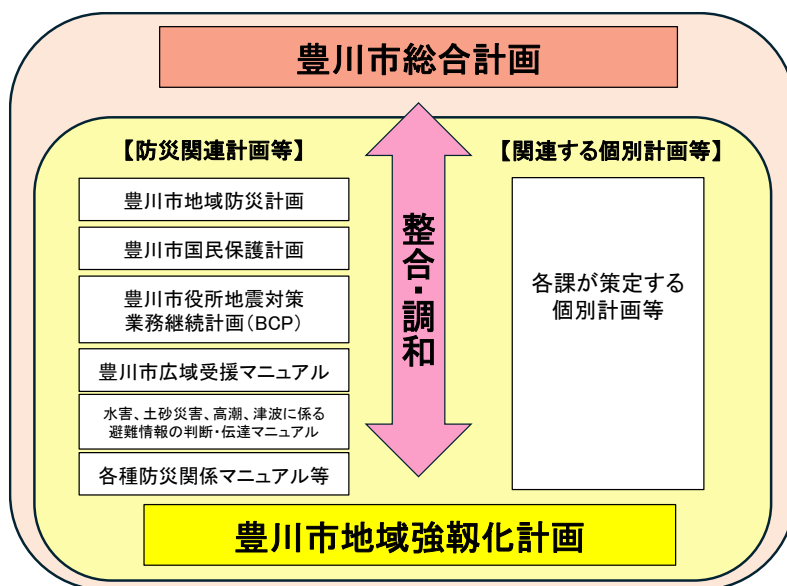 豊川市総合計画
【防災関連計画等】
豊川市地域防災計画
豊川市国民保護計画
豊川市役所地震対策
業務継続計画(BCP)
豊川市広域受援マニュアル
水害、土砂災害、高潮、津波に係る
避難情報の判断・伝達マニュアル
各種防災関係マニュアル等
整合・調和
【関連する個別計画等】
各課が策定する
個別計画等
豊川市地域強靱化計画